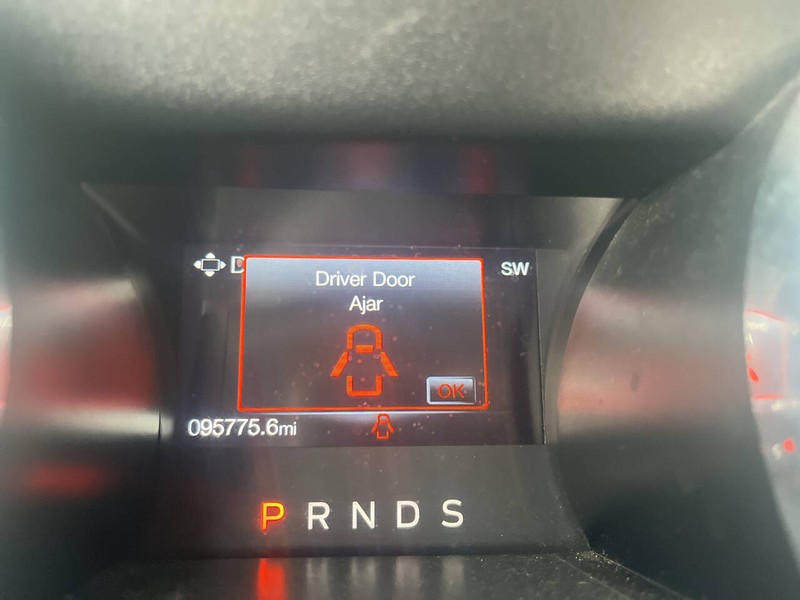 D
SW
Driver Door
Ajar
OK
095775.6mi
P R N D S